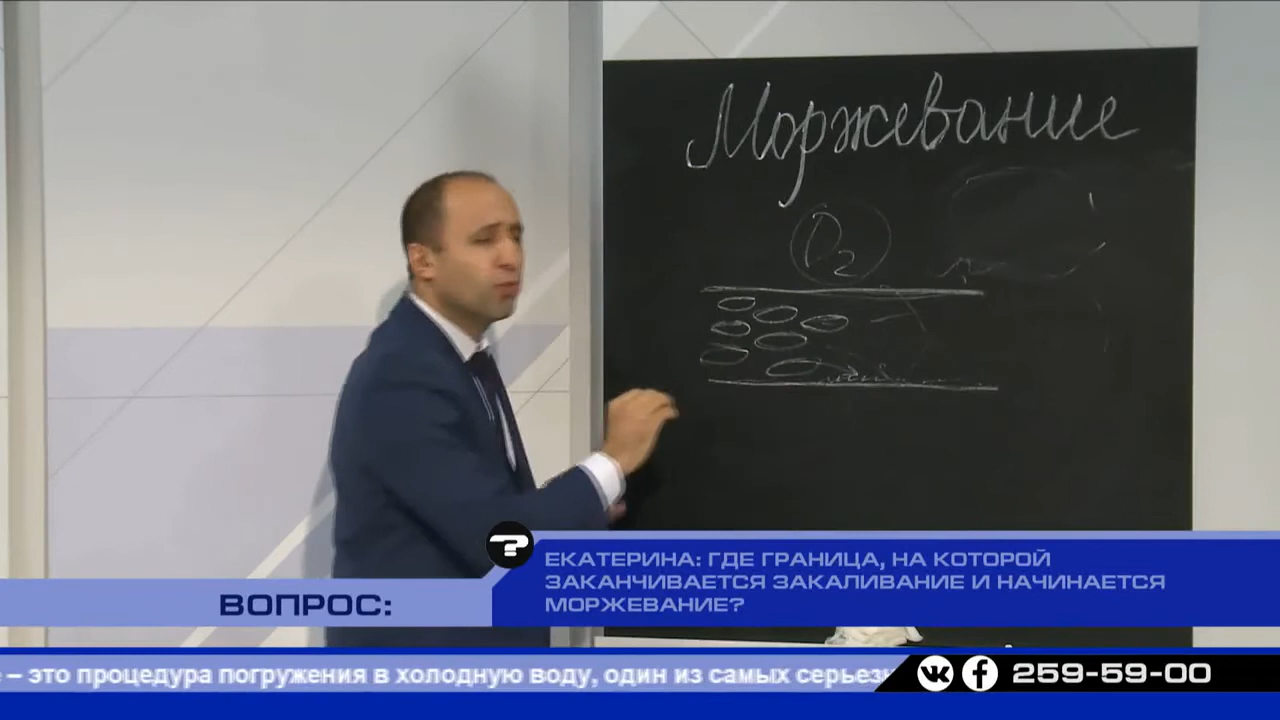 Моржевание
O₂
ЕКАТЕРИНА: ГДЕ ГРАНИЦА, НА КОТОРОЙ
ЗАКАНЧИВАЕТСЯ ЗАКАЛИВАНИЕ И НАЧИНАЕТСЯ
МОРЖЕВАНИЕ?
ВОПРОС:
– это процедура погружения в холодную воду, один из самых
259-59-00